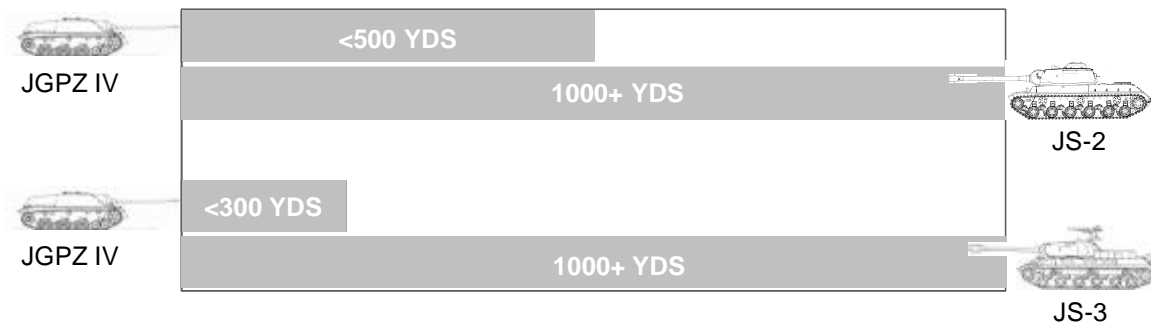 <500 YDS
JGPZ IV
1000+ YDS
JS-2
<300 YDS
JGPZ IV
1000+ YDS
JS-3